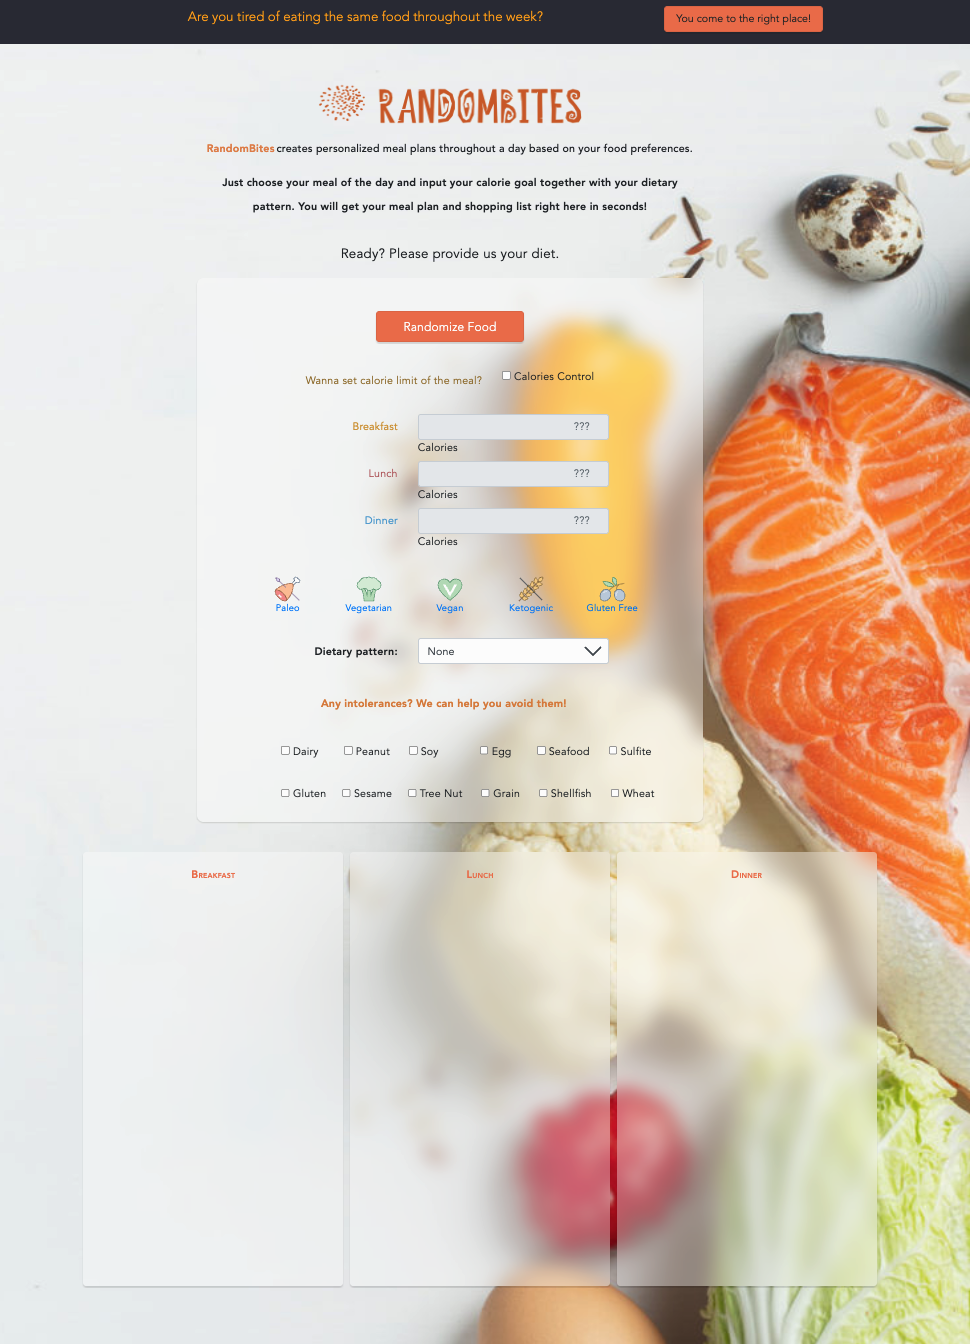 Are you tired of eating the same food throughout the week?
You come to the right place!
RANDOMBITES
RandomBites creates personalized meal plans throughout a day based on your food preferences.
Just choose your meal of the day and input your calorie goal together with your dietary
pattern. You will get your meal plan and shopping list right here in seconds!
Ready? Please provide us your diet.
Randomize Food
Wanna set calorie limit of the meal?
Calories Control
Breakfast
???
Calories
Lunch
???
Calories
Dinner
???
Calories
Paleo Vegetarian Vegan Ketogenic Gluten Free
Dietary pattern: None
Any intolerances? We can help you avoid them!
Dairy Peanut Soy Egg Seafood Sulfite
Gluten Sesame Tree Nut Grain Shellfish Wheat
Breakfast Lunch Dinner